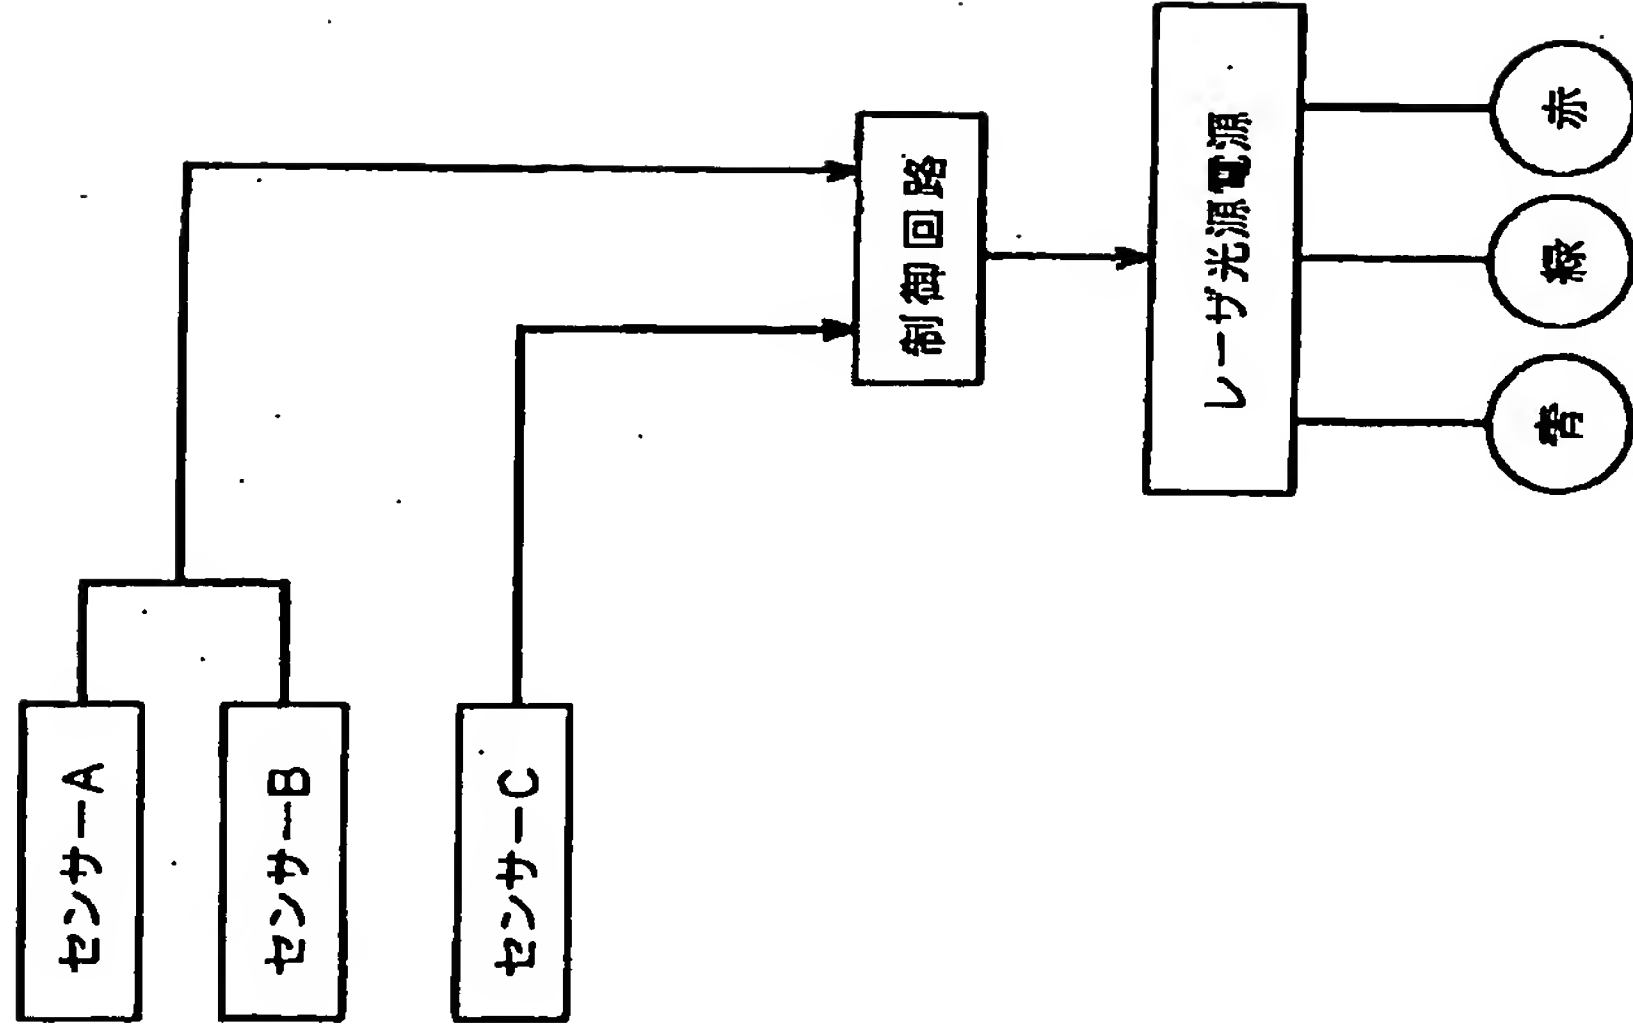 センサーA
センサーB
センサーC
制御回路
レーザ光源電源
赤
緑
青